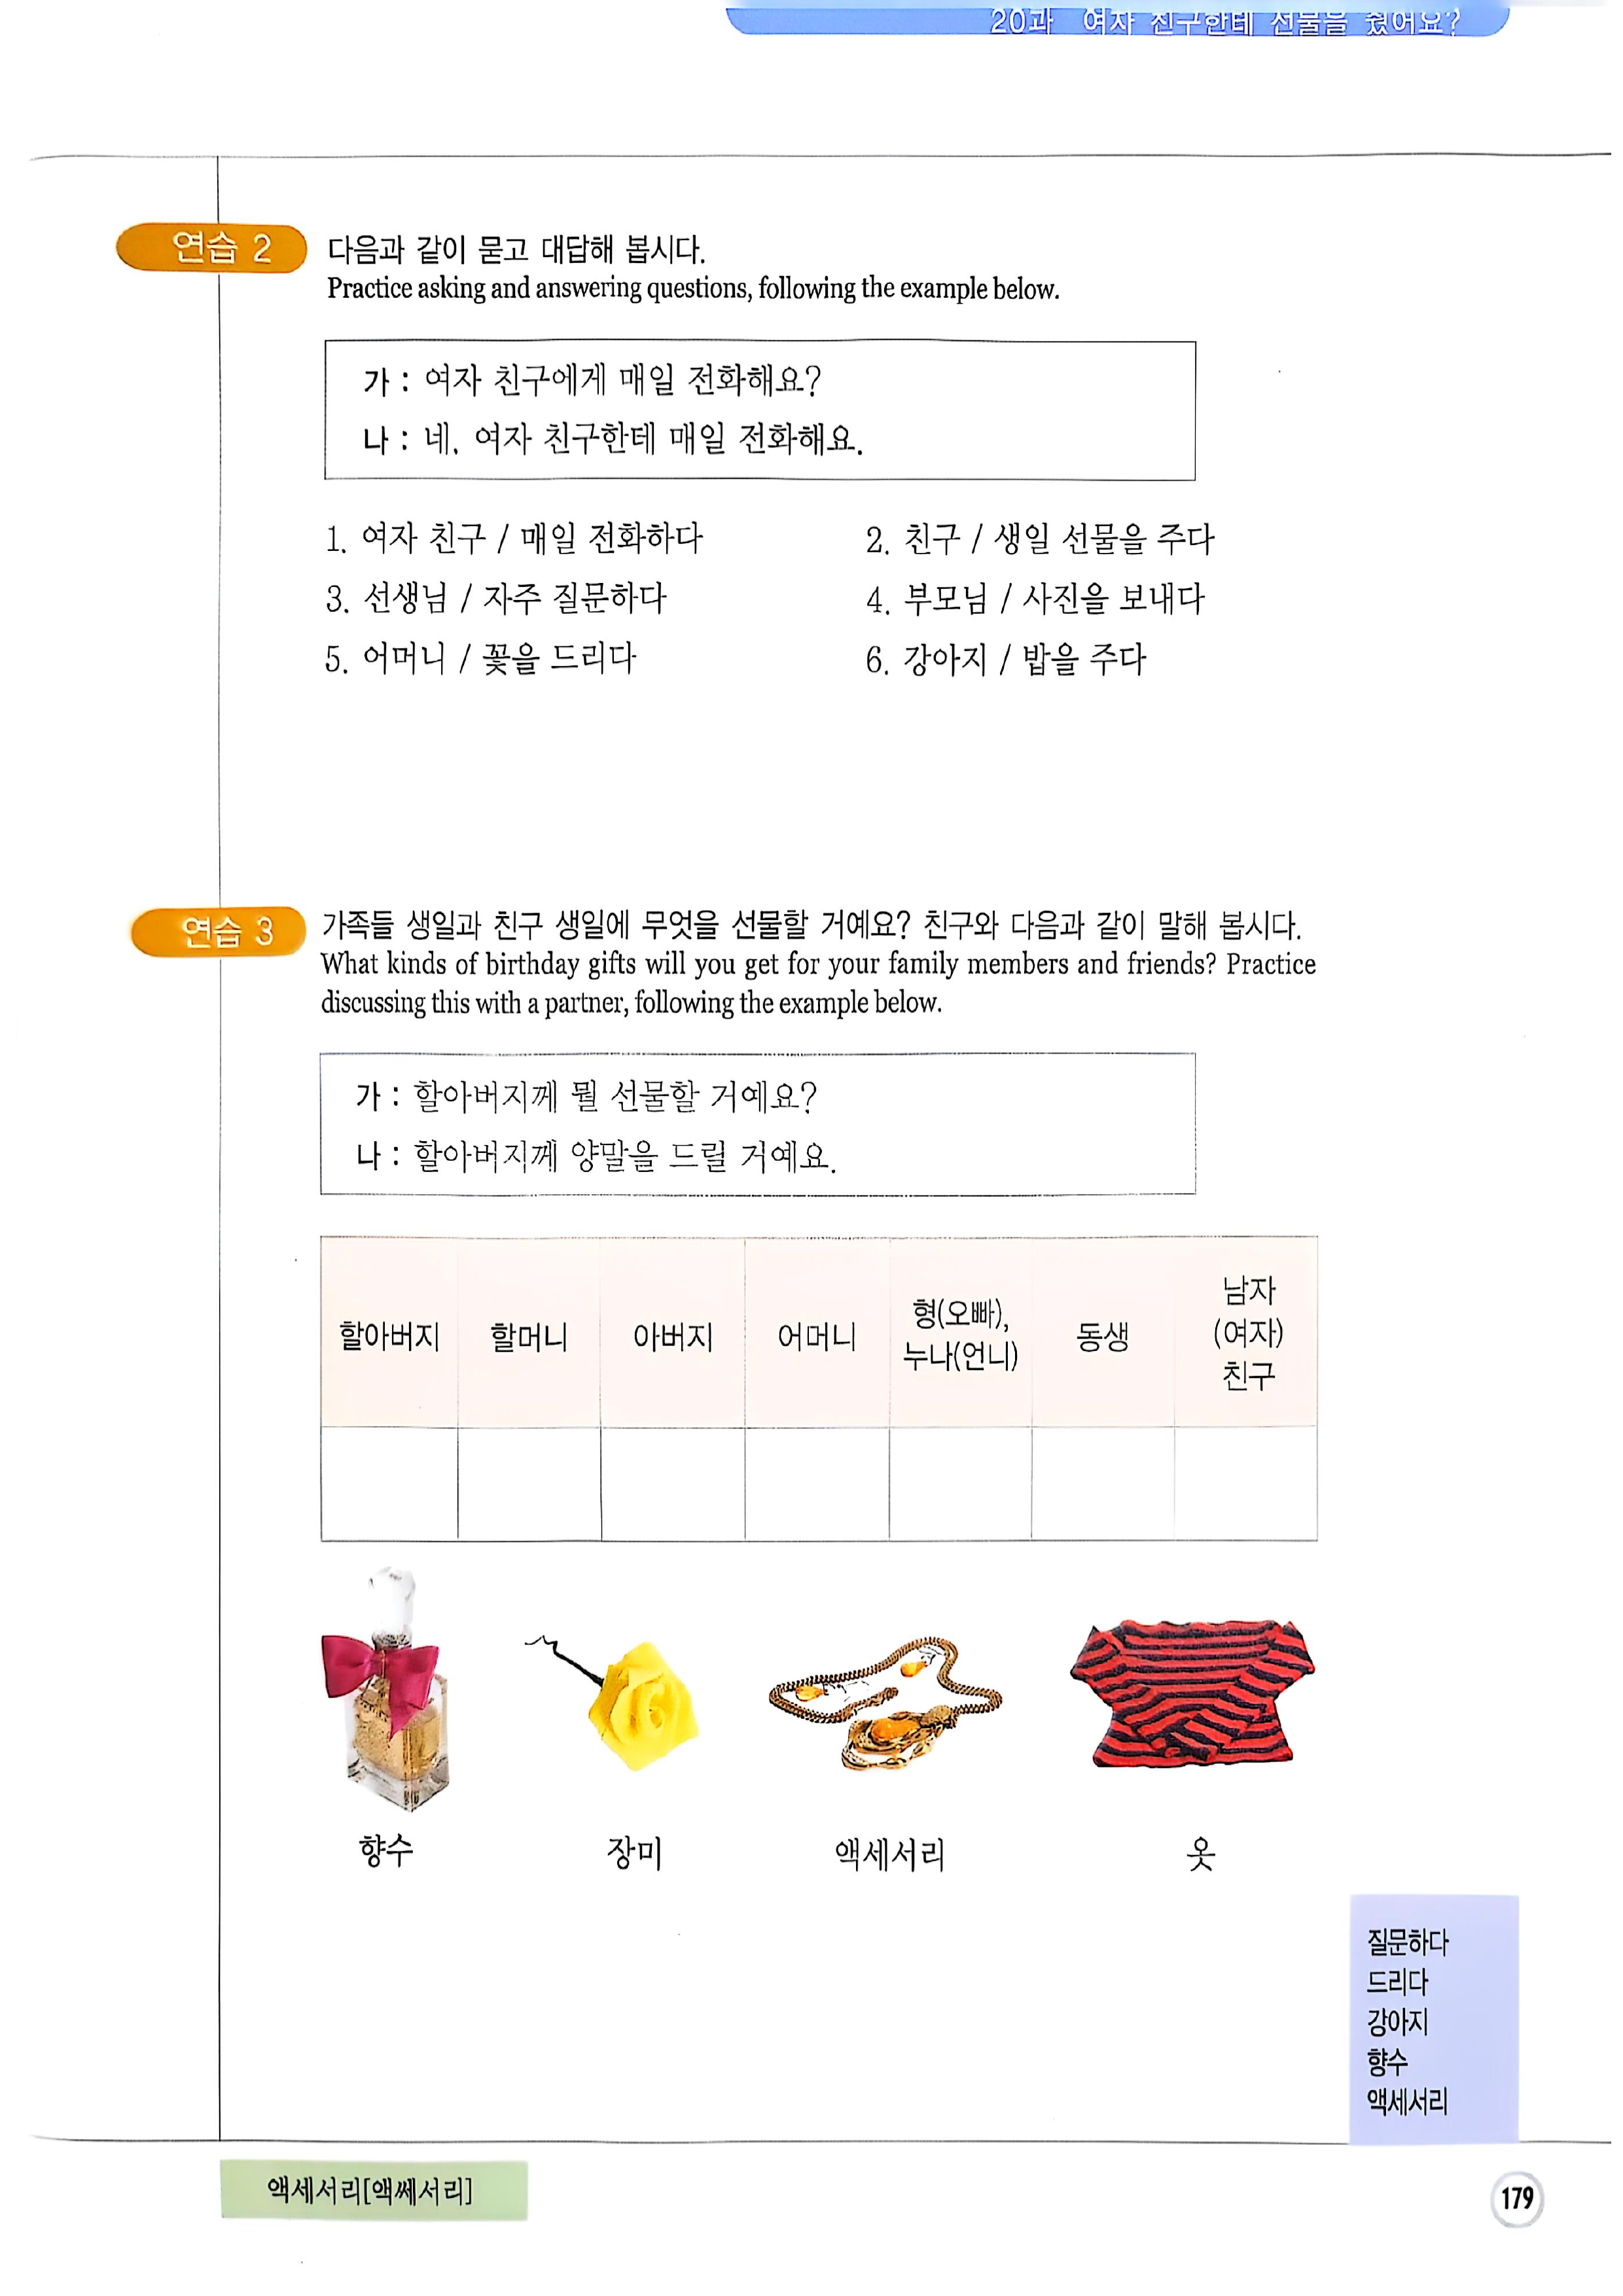 20과 여자 친구한테 선물을 줬어요?
연습 2
다음과 같이 묻고 대답해 봅시다.
Practice asking and answering questions, following the example below.
가 : 여자 친구에게 매일 전화해요?
나 : 네, 여자 친구한테 매일 전화해요.
1. 여자 친구 / 매일 전화하다
2. 친구 / 생일 선물을 주다
3. 선생님 / 자주 질문하다
4. 부모님 / 사진을 보내다
5. 어머니 / 꽃을 드리다
6. 강아지 / 밥을 주다
연습 3
가족들 생일과 친구 생일에 무엇을 선물할 거예요? 친구와 다음과 같이 말해 봅시다.
What kinds of birthday gifts will you get for your family members and friends? Practice
discussing this with a partner, following the example below.
가 : 할아버지께 뭘 선물할 거예요?
나 : 할아버지께 양말을 드릴 거예요.
할아버지
할머니
아버지
어머니
형(오빠),
누나(언니)
동생
남자
(여자)
친구
향수
장미
액세서리
옷
질문하다
드리다
강아지
향수
액세서리
액세서리[액쎄서리]
179